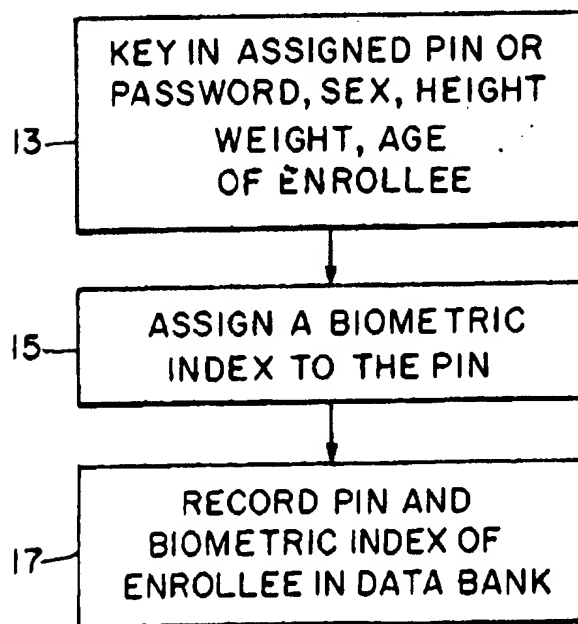 KEY IN ASSIGNED PIN OR
PASSWORD, SEX, HEIGHT
13 WEIGHT, AGE
OF ENROLLEE
ASSIGN A BIOMETRIC
15 INDEX TO THE PIN
RECORD PIN AND
BIOMETRIC INDEX OF
17 ENROLLEE IN DATA BANK